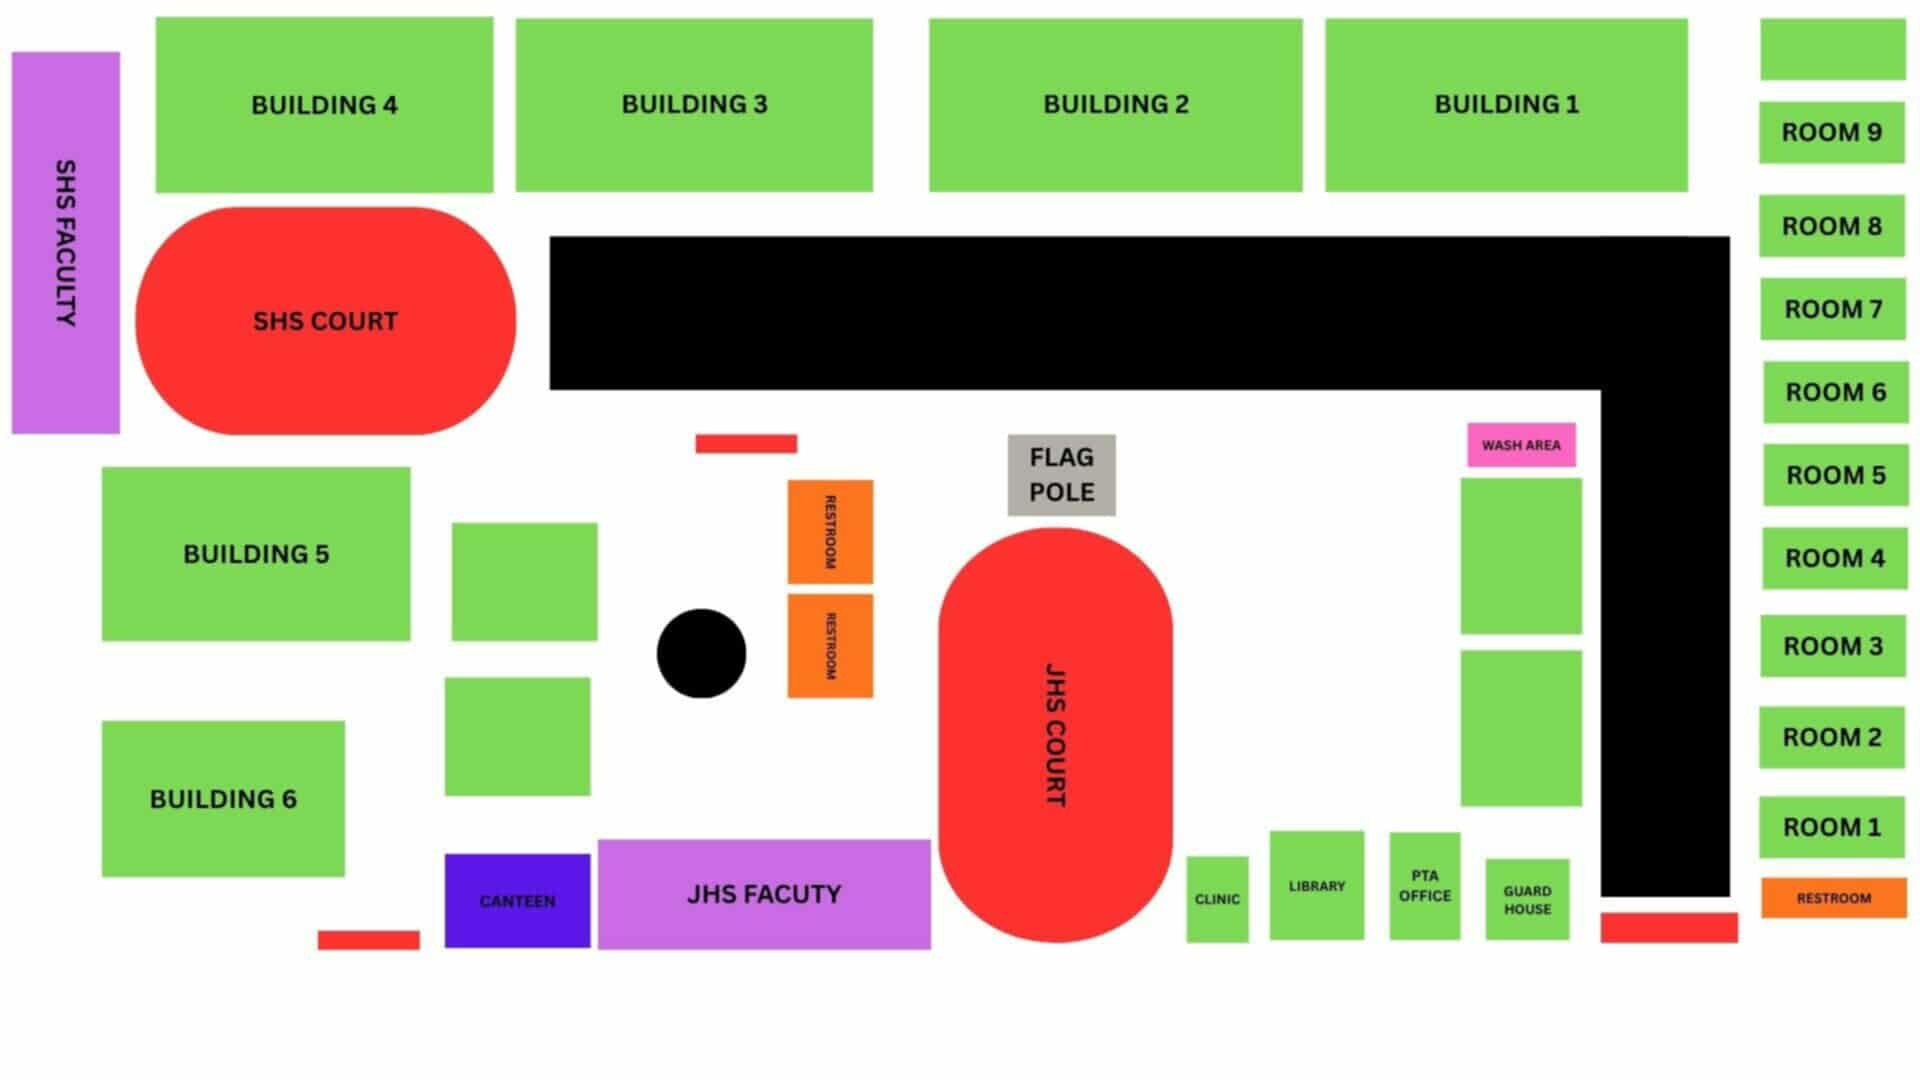 BUILDING 4
BUILDING 3
BUILDING 2
BUILDING 1
ROOM 9
SHS FACULTY
ROOM 8
SHS COURT
ROOM 7
ROOM 6
WASH AREA
FLAG
POLE
ROOM 5
RESTROOM
BUILDING 5
ROOM 4
RESTROOM
ROOM 3
JHS COURT
ROOM 2
BUILDING 6
ROOM 1
CANTEEN
JHS FACUTY
CLINIC
LIBRARY
PTA
OFFICE
GUARD
HOUSE
RESTROOM